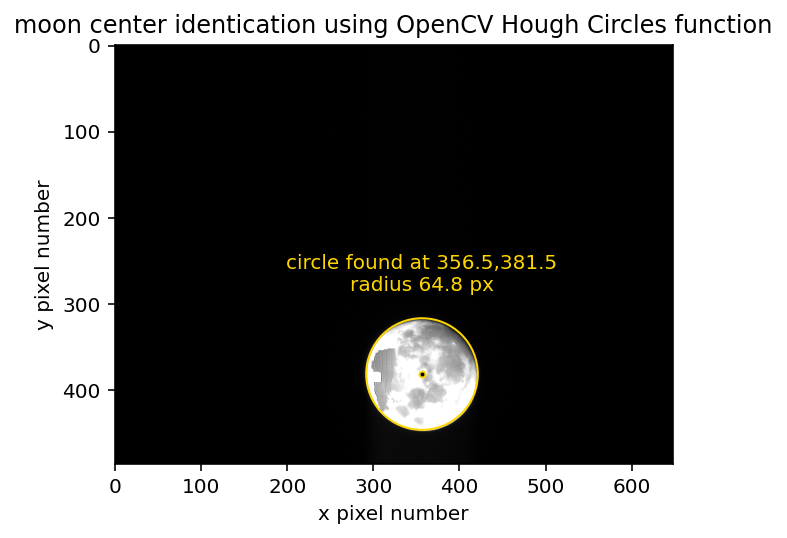 moon center identication using OpenCV Hough Circles function
0
100
200
300
400
y pixel number
circle found at 356.5,381.5
radius 64.8 px
0 100 200 300 400 500 600
x pixel number